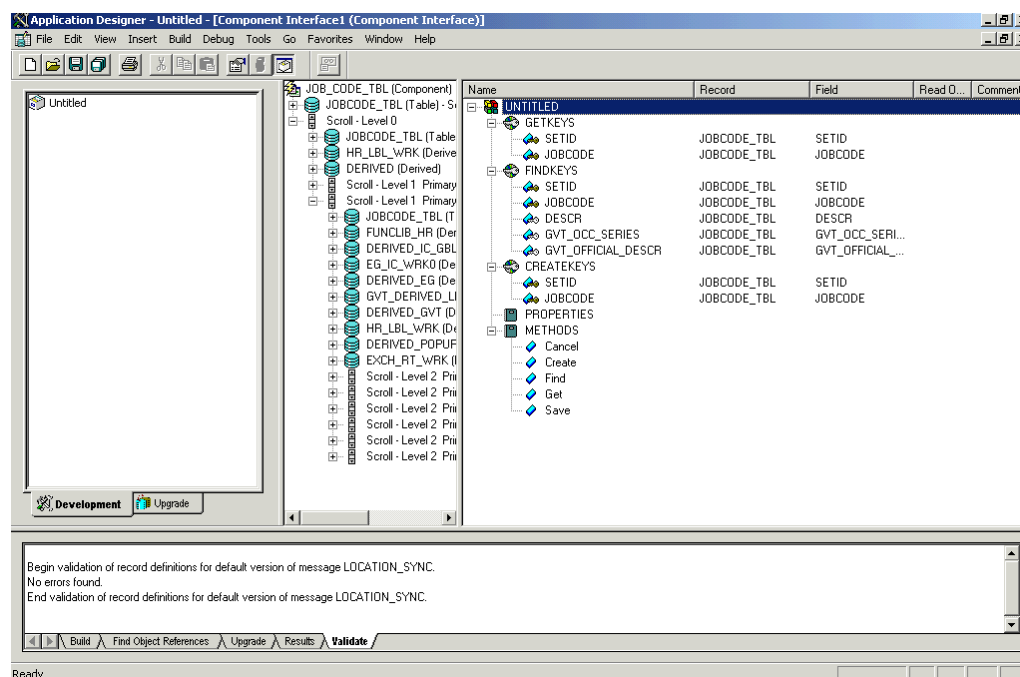 Application Designer - Untitled - [Component Interface1 (Component Interface)]
File Edit View Insert Build Debug Tools Go Favorites Window Help
Untitled
Development
Upgrade
JOB_CODE_TBL (Component)
JOBCODE_TBL (Table) - S
Scroll - Level 0
JOBCODE_TBL (Table
HR_LBL_WRK (Derive
DERIVED (Derived)
Scroll - Level 1 Primary
Scroll - Level 1 Primary
JOBCODE_TBL (T
FUNCLIB_HR (Der
DERIVED_IC_GBL
EG_IC_WRK0 (De
DERIVED_EG (De
GVT_DERIVED_LI
DERIVED_GVT (D
HR_LBL_WRK (De
DERIVED_POPUP
EXCH_RT_WRK (
Scroll - Level 2 Pri
Scroll - Level 2 Pri
Scroll - Level 2 Pri
Scroll - Level 2 Pri
Scroll - Level 2 Pri
Scroll - Level 2 Pri
Name Record Field Read O... Comment
UNTITLED
GETKEYS
SETID JOBCODE_TBL SETID
JOBCODE JOBCODE_TBL JOBCODE
FINDKEYS
SETID JOBCODE_TBL SETID
JOBCODE JOBCODE_TBL JOBCODE
DESCR JOBCODE_TBL DESCR
GVT_OCC_SERIES JOBCODE_TBL GVT_OCC_SERI...
GVT_OFFICIAL_DESCR JOBCODE_TBL GVT_OFFICIAL_...
CREATEKEYS
SETID JOBCODE_TBL SETID
JOBCODE JOBCODE_TBL JOBCODE
PROPERTIES
METHODS
Cancel
Create
Find
Get
Save
Begin validation of record definitions for default version of message LOCATION_SYNC.
No errors found.
End validation of record definitions for default version of message LOCATION_SYNC.
Build Find Object References Upgrade Results Validate
Ready